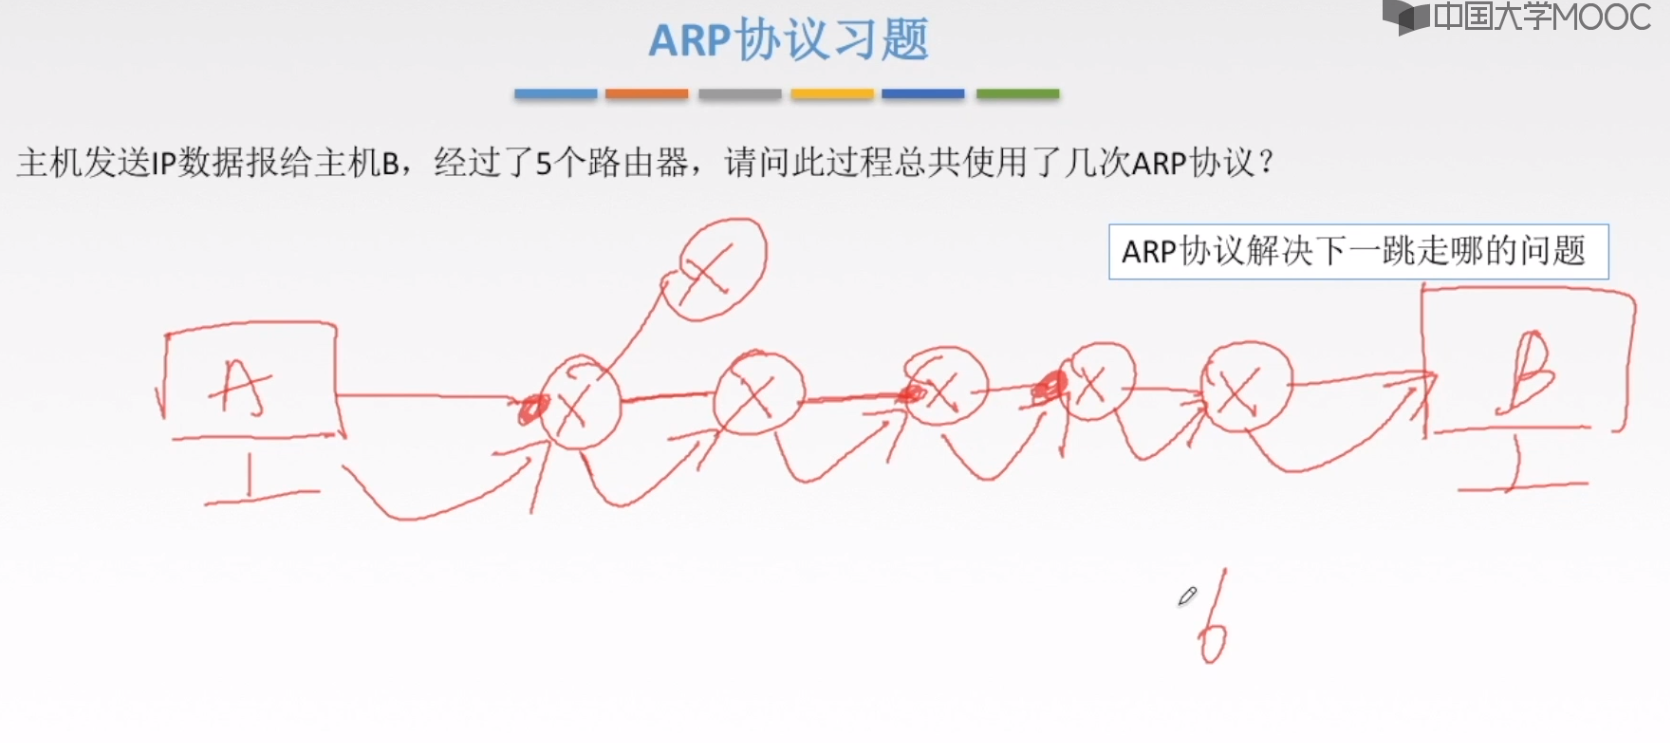 中国大学MOOC
ARP协议习题
主机发送IP数据报给主机B，经过了5个路由器，请问此过程总共使用了几次ARP协议？
ARP协议解决下一跳走哪的问题
A
X
X
X
X
X
X
B
6